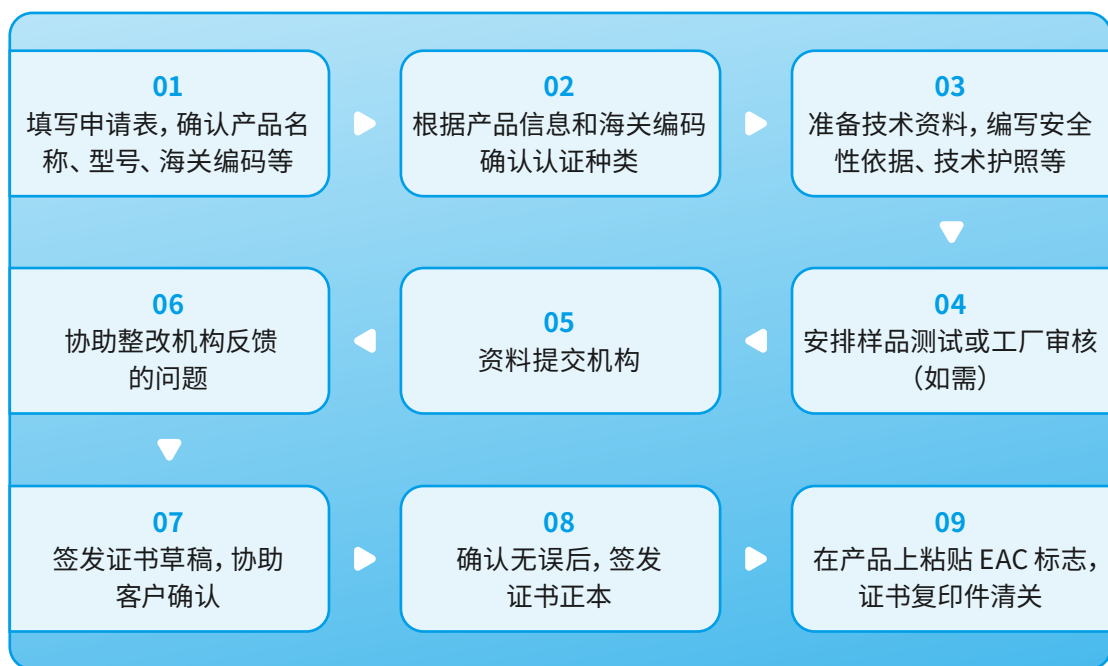 01
填写申请表，确认产品名
称、型号、海关编码等
02
根据产品信息和海关编码
确认认证种类
03
准备技术资料，编写安全
性依据、技术护照等
04
安排样品测试或工厂审核
（如需）
05
资料提交机构
06
协助整改机构反馈
的问题
07
签发证书草稿，协助
客户确认
08
确认无误后，签发
证书正本
09
在产品上粘贴 EAC 标志，
证书复印件清关